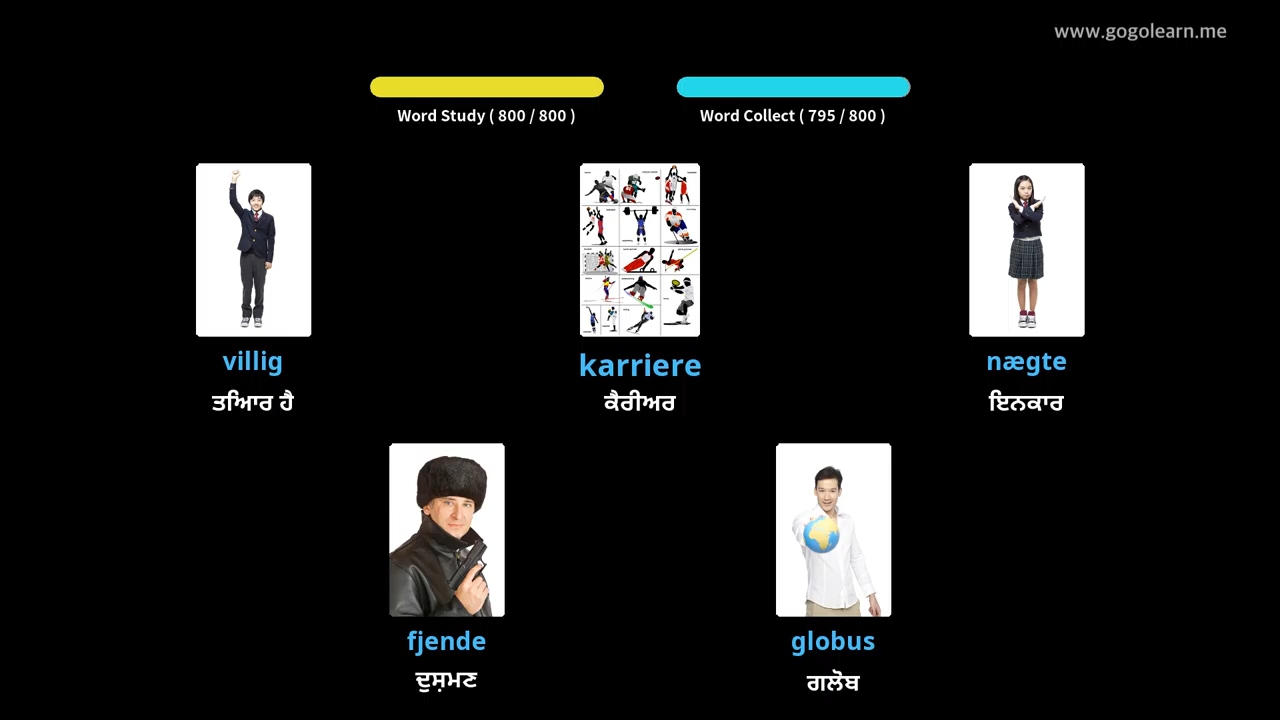 www.gogolearn.me
Word Study ( 800 / 800 )
Word Collect ( 795 / 800 )
villig
ਤਆਿਰ ਹੈ
karriere
ਕੈਰੀਅਰ
nægte
ਇਨਕਾਰ
fjende
ਦੁਸ਼ਮਣ
globus
ਗਲੋਬ